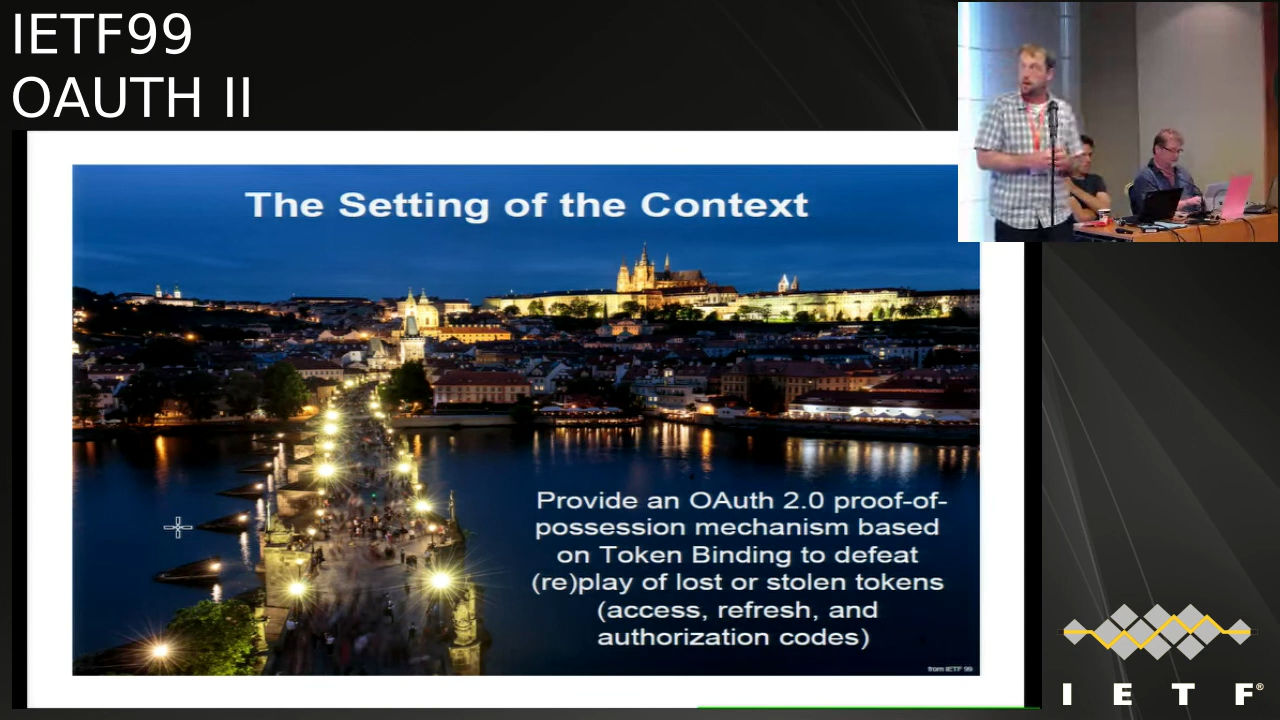 IETF99
OAUTH II
The Setting of the Context
Provide an OAuth 2.0 proof-of-
possession mechanism based
on Token Binding to defeat
(re)play of lost or stolen tokens
(access, refresh, and
authorization codes)
from IETF 99
I E T F®